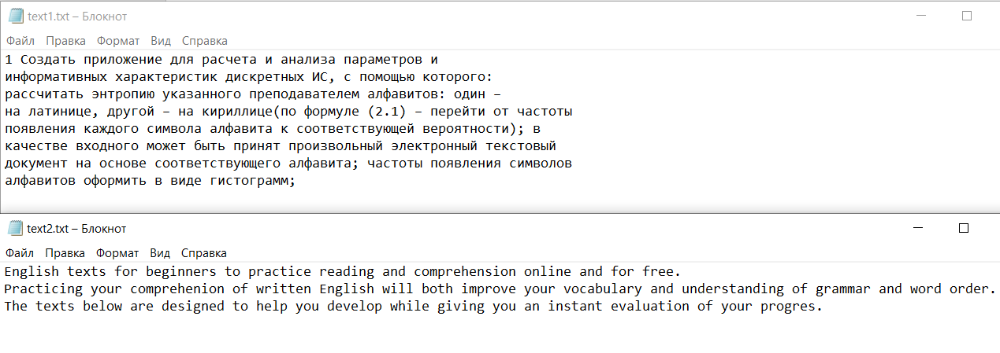 text1.txt – Блокнот
Файл Правка Формат Вид Справка
1 Создать приложение для расчета и анализа параметров и
информативных характеристик дискретных ИС, с помощью которого:
рассчитать энтропию указанного преподавателем алфавитов: один –
на латинице, другой – на кириллице(по формуле (2.1) – перейти от частоты
появления каждого символа алфавита к соответствующей вероятности); в
качестве входного может быть принят произвольный электронный текстовый
документ на основе соответствующего алфавита; частоты появления символов
алфавитов оформить в виде гистограмм;
text2.txt – Блокнот
Файл Правка Формат Вид Справка
English texts for beginners to practice reading and comprehension online and for free.
Practicing your comprehenion of written English will both improve your vocabulary and understanding of grammar and word order.
The texts below are designed to help you develop while giving you an instant evaluation of your progres.